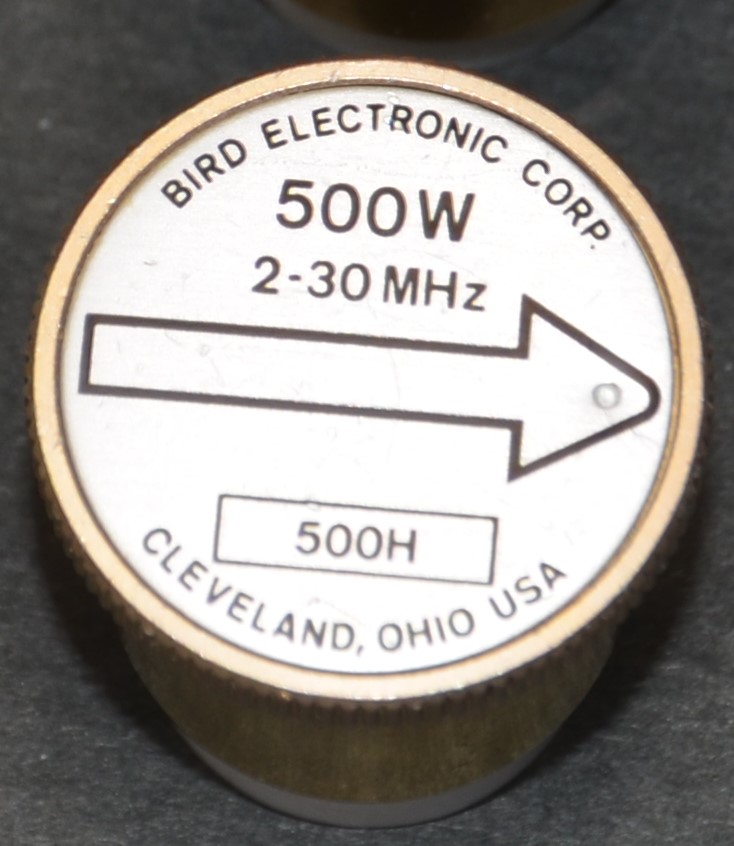 BIRD ELECTRONIC CORP.
500W
2-30 MHz
500H
CLEVELAND, OHIO USA